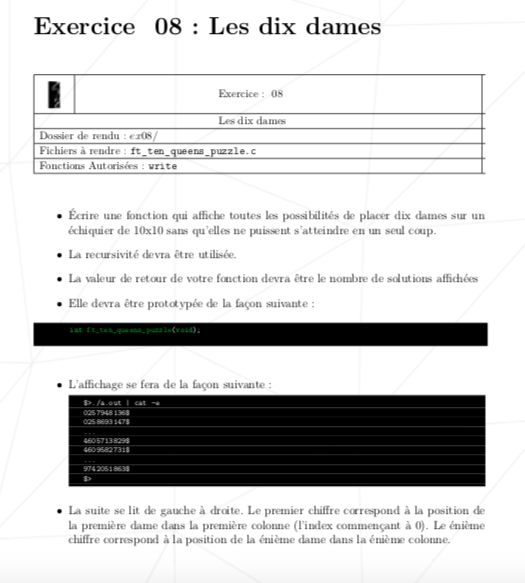 Exercice 08 : Les dix dames
Exercice : 08
Les dix dames
Dossier de rendu : ex08/
Fichiers à rendre : ft_ten_queens_puzzle.c
Fonctions Autorisées : write
• Écrire une fonction qui affiche toutes les possibilités de placer dix dames sur un
échiquier de 10x10 sans qu'elles ne puissent s'atteindre en un seul coup.
• La recursivité devra être utilisée.
• La valeur de retour de votre fonction devra être le nombre de solutions affichées
• Elle devra être prototypée de la façon suivante :
int ft_ten_queens_puzzle(void);
• L'affichage se fera de la façon suivante :
$>./a.out | cat -e
0257948136$
0258693147$
...
4605713829$
4609582731$
...
9742051863$
$>
• La suite se lit de gauche à droite. Le premier chiffre correspond à la position de
la première dame dans la première colonne (l'index commençant à 0). Le énième
chiffre correspond à la position de la énième dame dans la énième colonne.